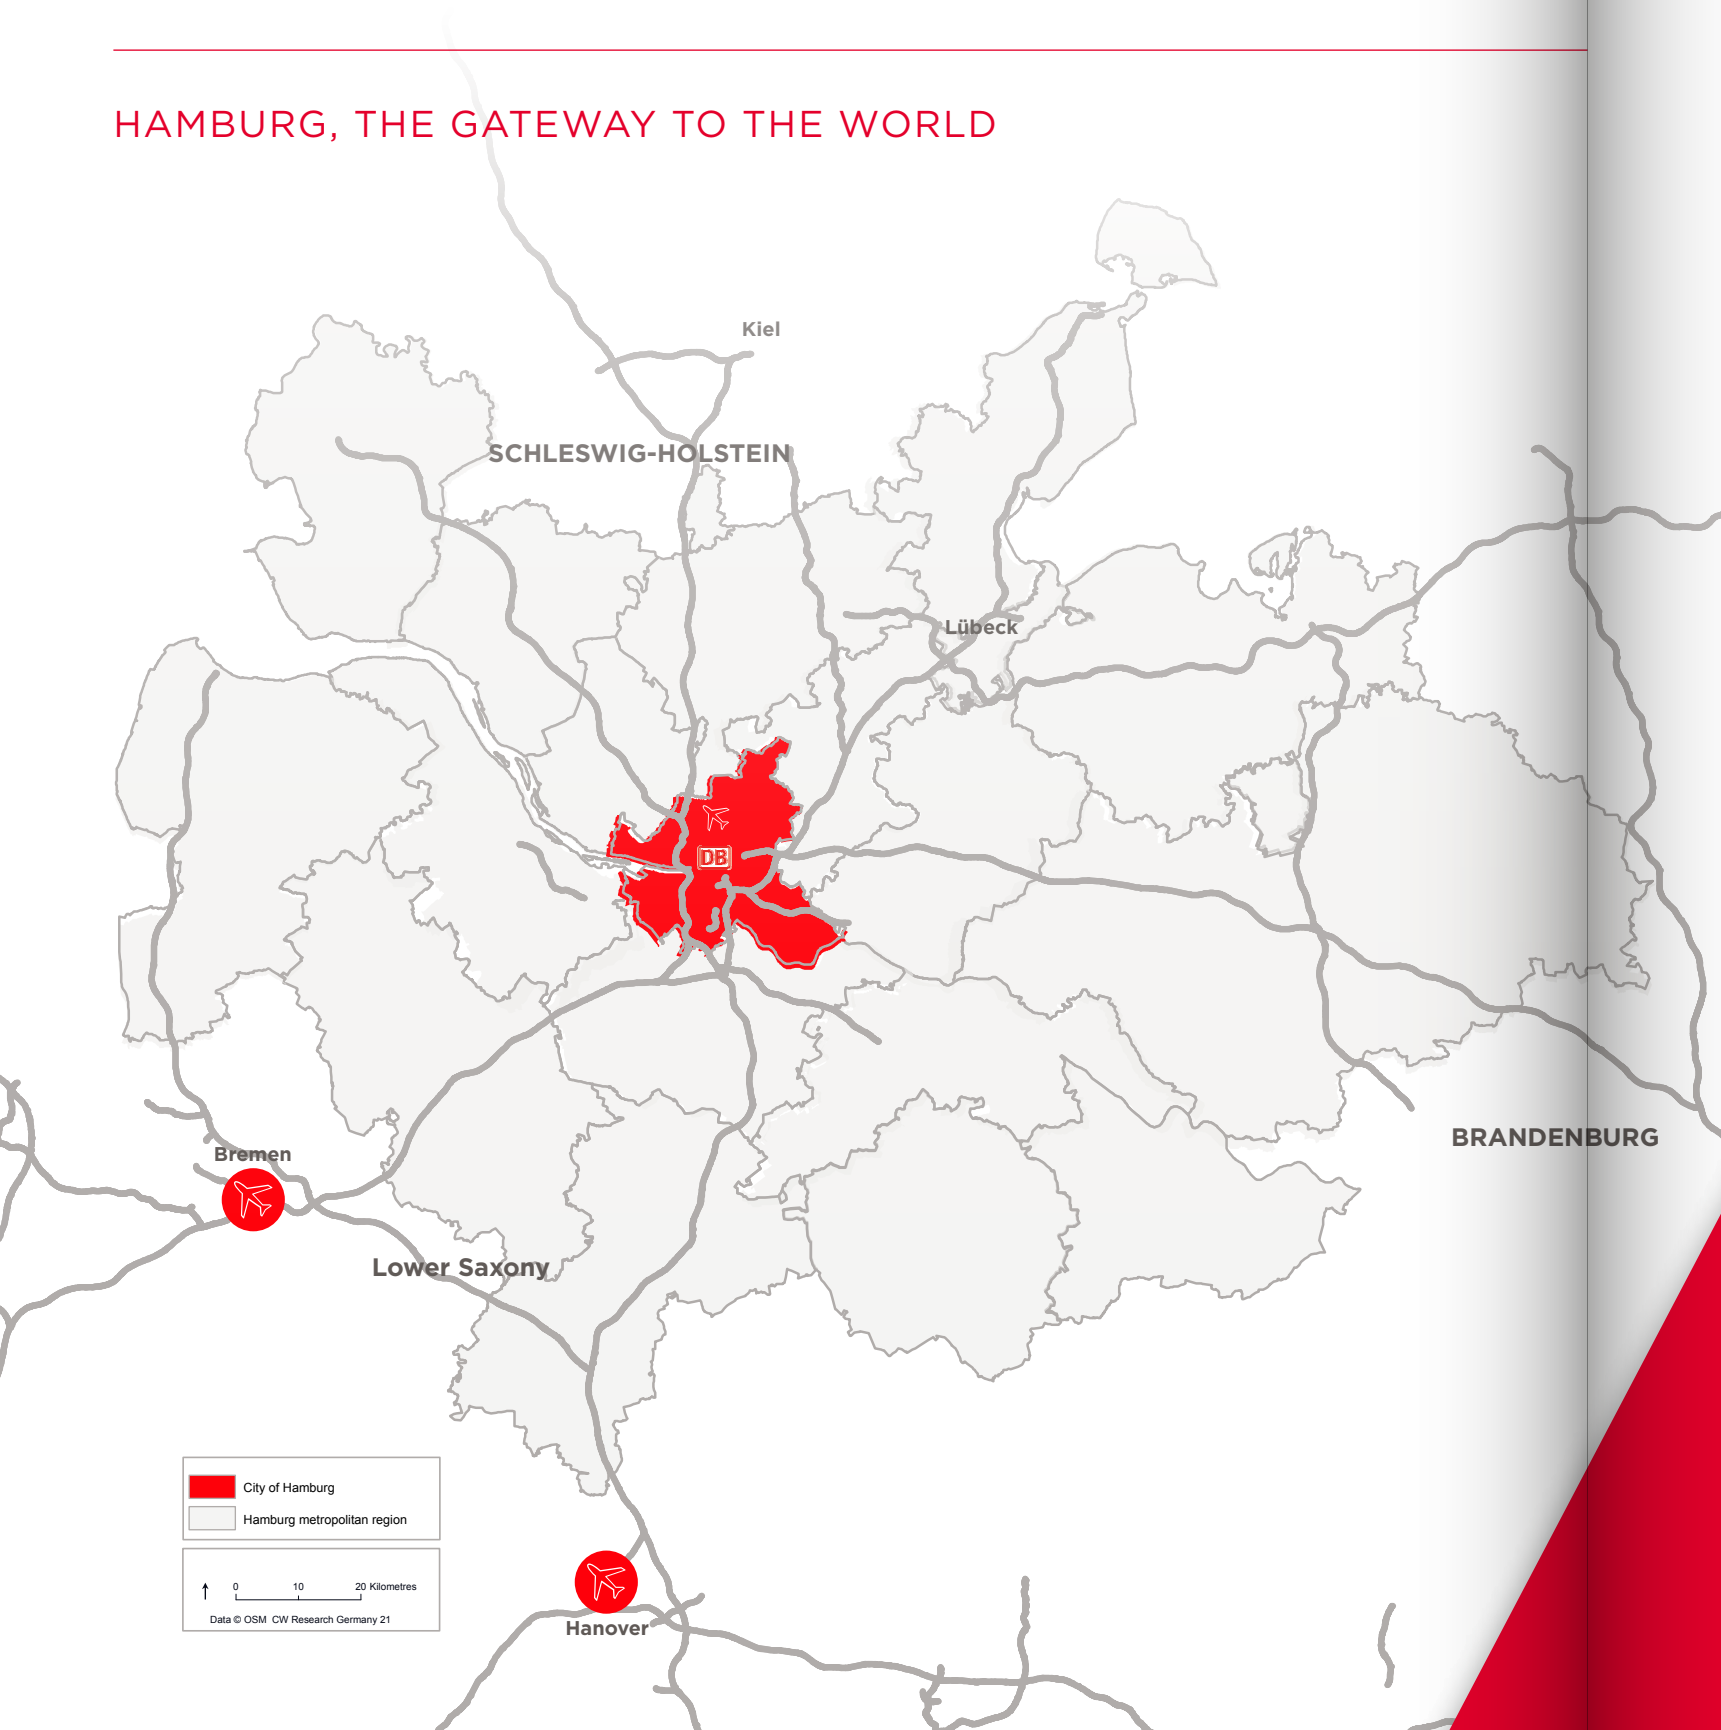 HAMBURG, THE GATEWAY TO THE WORLD
Kiel
SCHLESWIG-HOLSTEIN
Lübeck
DB
BRANDENBURG
Bremen
Lower Saxony
City of Hamburg
Hamburg metropolitan region
0 10 20 Kilometres
Data © OSM CW Research Germany 21
Hanover